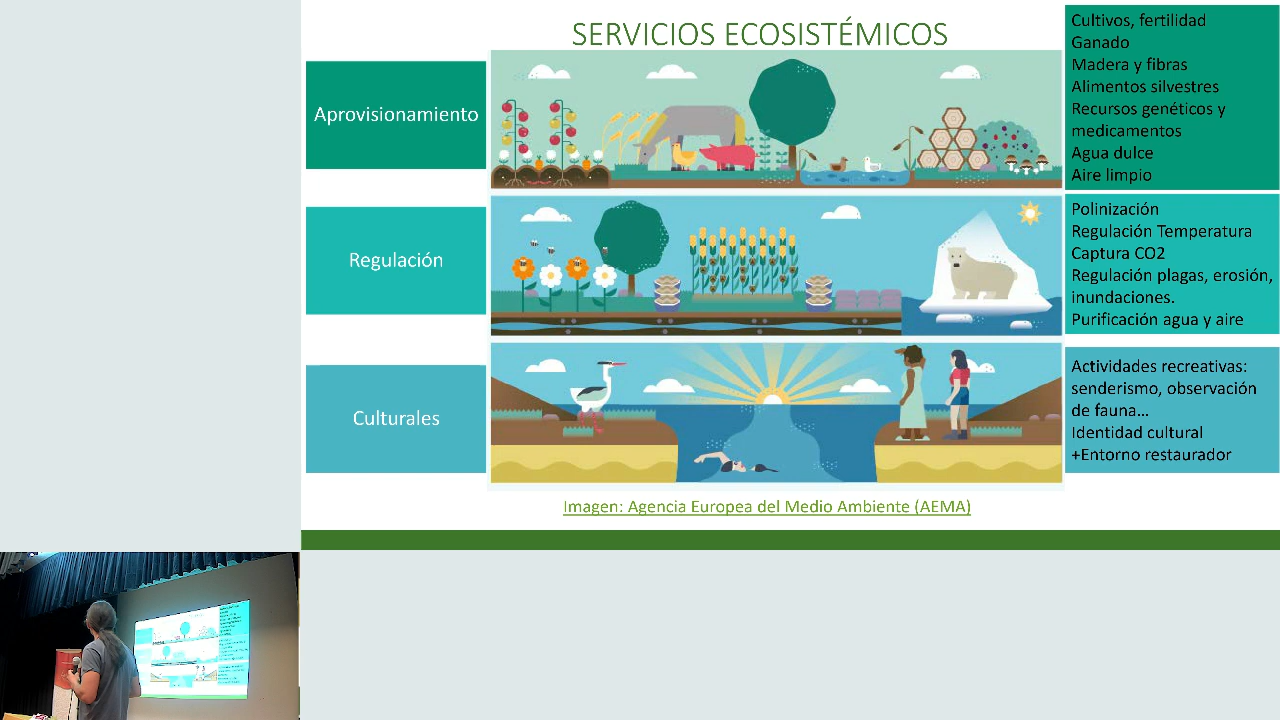 SERVICIOS ECOSISTÉMICOS
Aprovisionamiento
Cultivos, fertilidad
Ganado
Madera y fibras
Alimentos silvestres
Recursos genéticos y
medicamentos
Agua dulce
Aire limpio
Regulación
Polinización
Regulación Temperatura
Captura CO2
Regulación plagas, erosión,
inundaciones.
Purificación agua y aire
Culturales
Actividades recreativas:
senderismo, observación
de fauna...
Identidad cultural
+Entorno restaurador
Imagen: Agencia Europea del Medio Ambiente (AEMA)